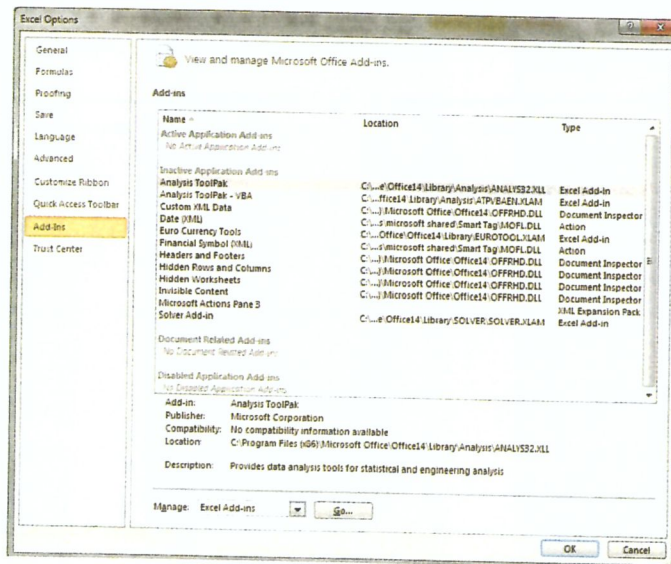 Excel Options
General
Formulas
Proofing
Save
Language
Advanced
Customize Ribbon
Quick Access Toolbar
Add-Ins
Trust Center
View and manage Microsoft Office Add-ins.
Add-ins
Name Location Type
Active Application Add-ins
No Active Application Add-ins
Inactive Application Add-ins
Analysis ToolPak C:\...e\Office14\Library\Analysis\ANALYS32.XLL Excel Add-in
Analysis ToolPak - VBA C:\...ffice14\Library\Analysis\ATPVBAEN.XLAM Excel Add-in
Custom XML Data C:\...)\Microsoft Office\Office14\OFFRHD.DLL Document Inspector
Date (XML) C:\...s\microsoft shared\Smart Tag\MOFL.DLL Action
Euro Currency Tools C:\...Office\Office14\Library\EUROTOOL.XLAM Excel Add-in
Financial Symbol (XML) C:\...s\microsoft shared\Smart Tag\MOFL.DLL Action
Headers and Footers C:\...)\Microsoft Office\Office14\OFFRHD.DLL Document Inspector
Hidden Rows and Columns C:\...)\Microsoft Office\Office14\OFFRHD.DLL Document Inspector
Hidden Worksheets C:\...)\Microsoft Office\Office14\OFFRHD.DLL Document Inspector
Invisible Content C:\...)\Microsoft Office\Office14\OFFRHD.DLL Document Inspector
Microsoft Actions Pane 3 XML Expansion Pack
Solver Add-in C:\...e\Office14\Library\SOLVER\SOLVER.XLAM Excel Add-in
Document Related Add-ins
No Document Related Add-ins
Disabled Application Add-ins
No Disabled Application Add-ins
Add-in: Analysis ToolPak
Publisher: Microsoft Corporation
Compatibility: No compatibility information available
Location: C:\Program Files (x86)\Microsoft Office\Office14\Library\Analysis\ANALYS32.XLL
Description: Provides data analysis tools for statistical and engineering analysis
Manage: Excel Add-ins Go...
OK Cancel